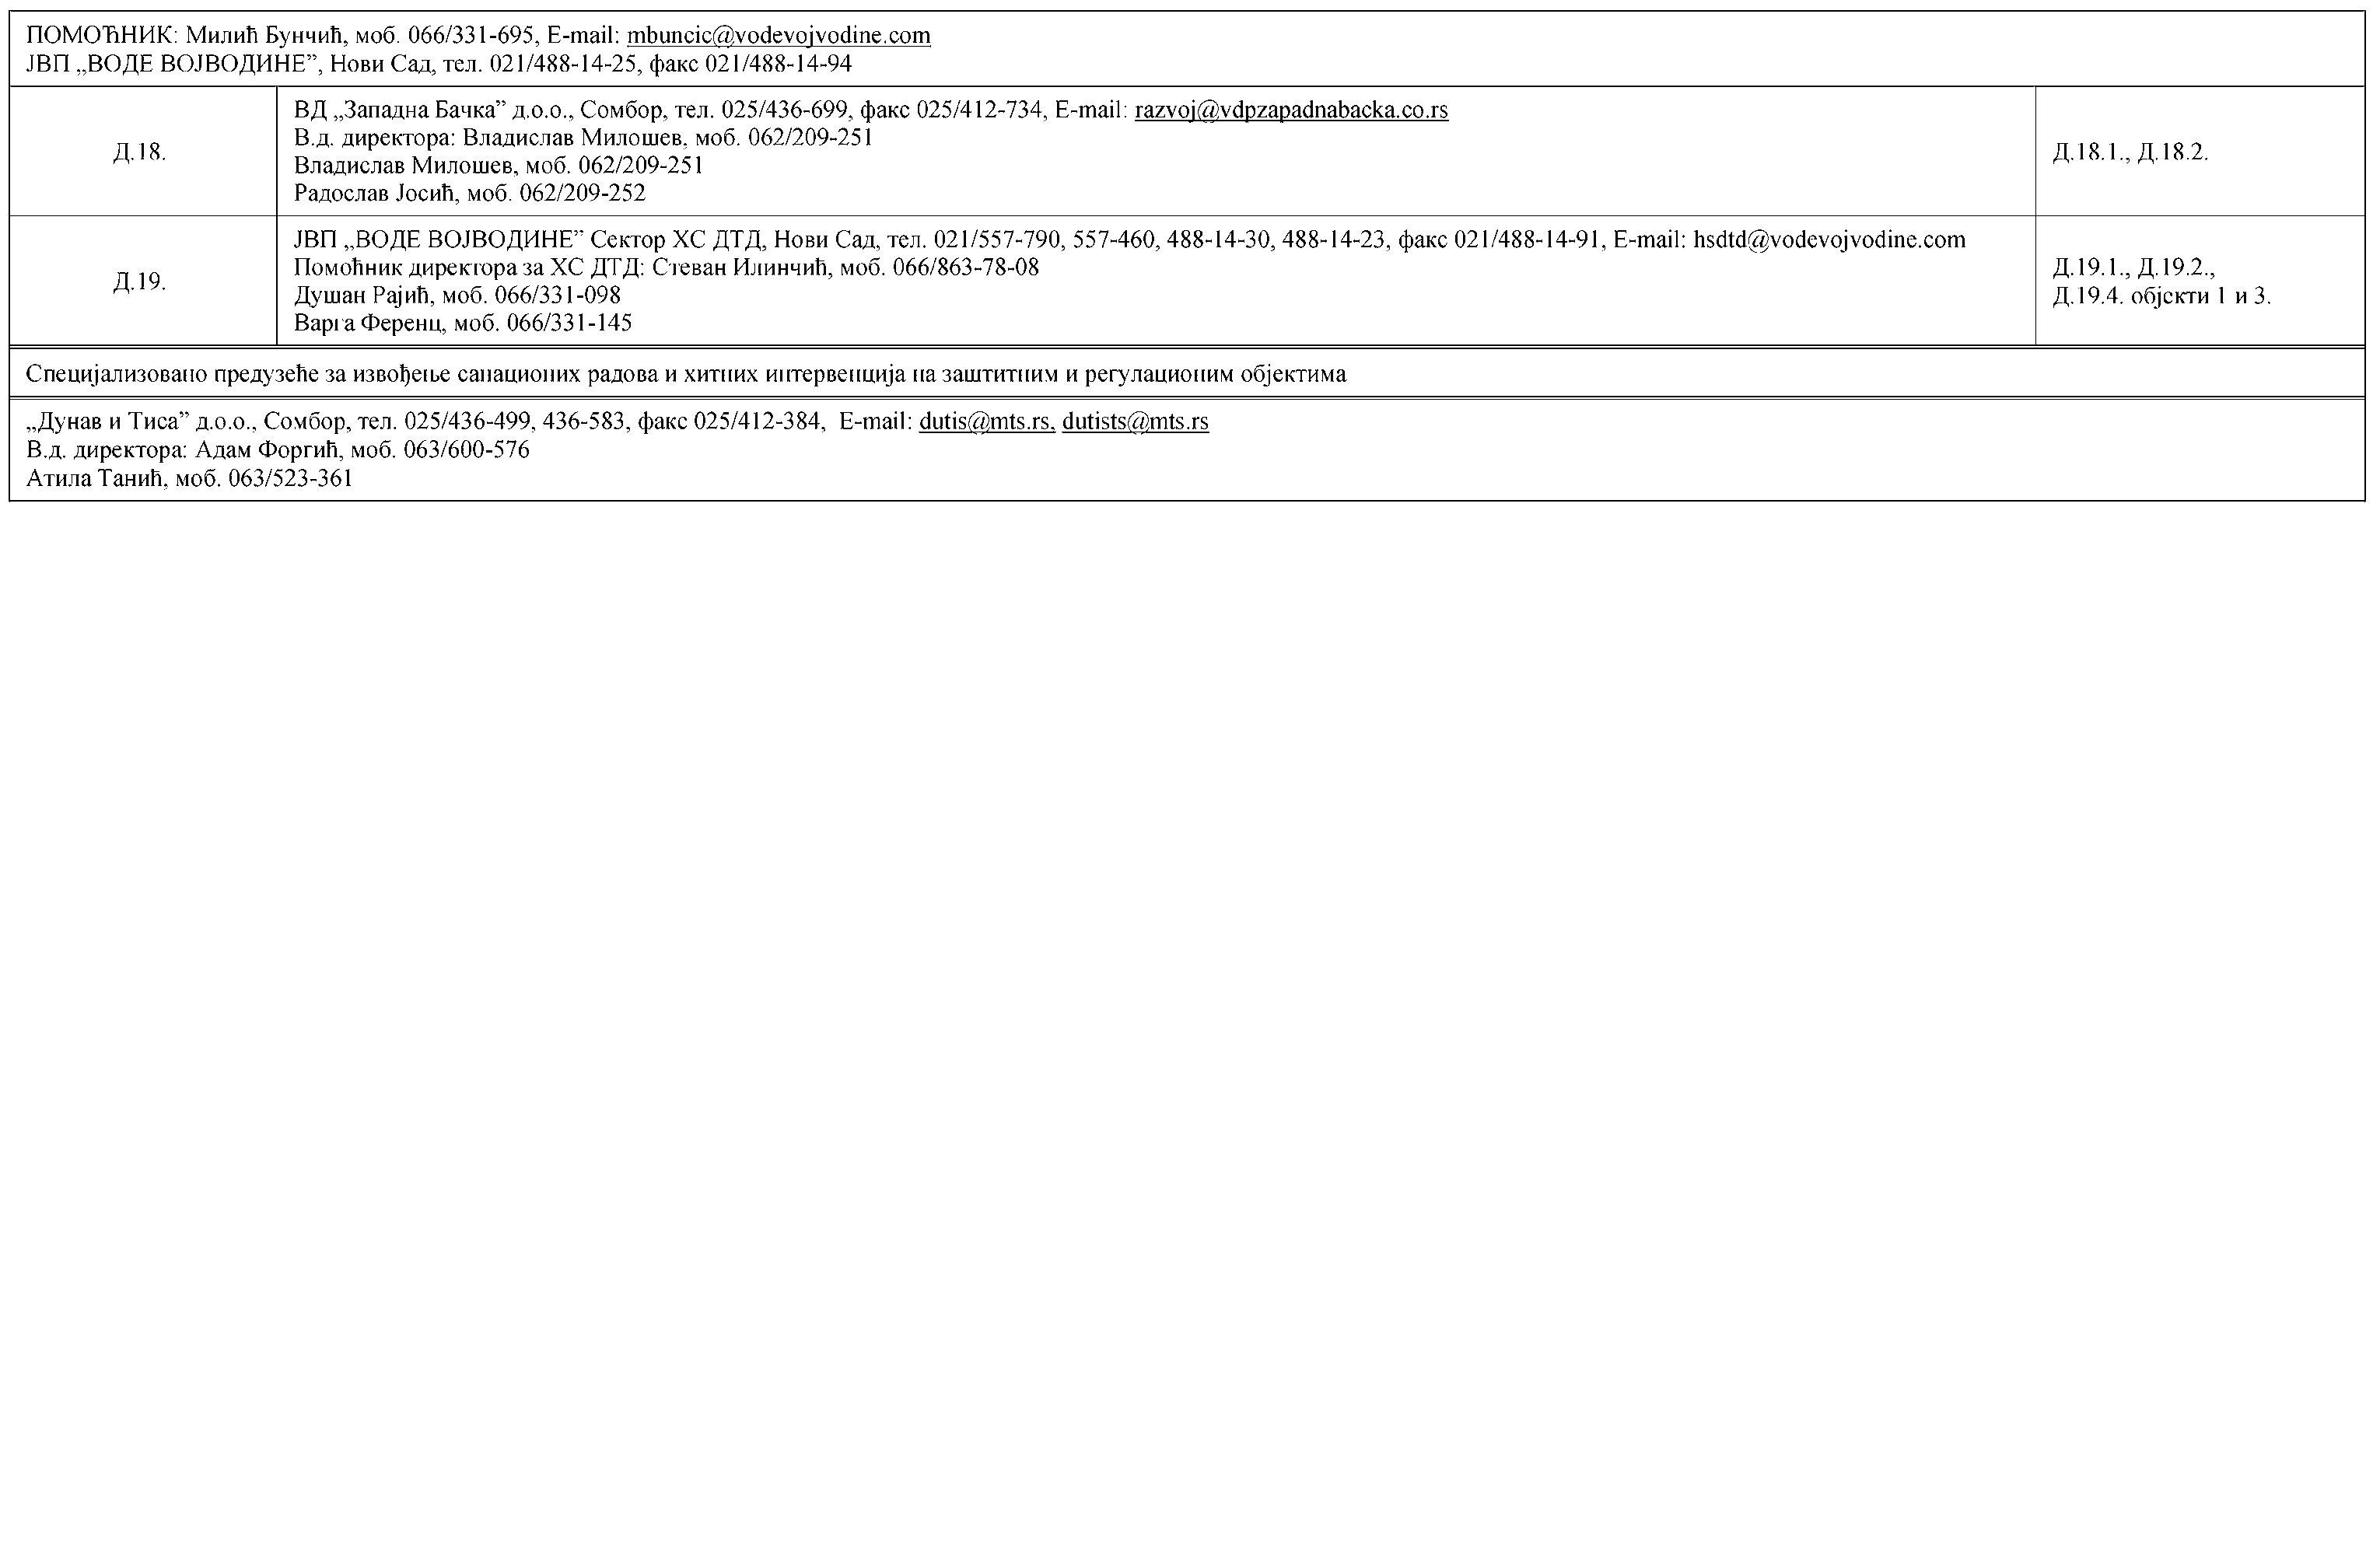 ПОМОЋНИК: Милић Бунчић, моб. 066/331-695, E-mail: mbuncic@vodevojvodine.com
ЈВП „ВОДЕ ВОЈВОДИНЕ”, Нови Сад, тел. 021/488-14-25, факс 021/488-14-94
Д.18.
ВД „Западна Бачка” д.о.о., Сомбор, тел. 025/436-699, факс 025/412-734, E-mail: razvoj@vdpzapadnabacka.co.rs
В.д. директора: Владислав Милошев, моб. 062/209-251
Владислав Милошев, моб. 062/209-251
Радослав Јосић, моб. 062/209-252
Д.18.1., Д.18.2.
Д.19.
ЈВП „ВОДЕ ВОЈВОДИНЕ” Сектор ХС ДТД, Нови Сад, тел. 021/557-790, 557-460, 488-14-30, 488-14-23, факс 021/488-14-91, E-mail: hsdtd@vodevojvodine.com
Помоћник директора за ХС ДТД: Стеван Илинчић, моб. 066/863-78-08
Душан Рајић, моб. 066/331-098
Варга Ференц, моб. 066/331-145
Д.19.1., Д.19.2.,
Д.19.4. објекти 1 и 3.
Специјализовано предузеће за извођење санационих радова и хитних интервенција на заштитним и регулационим објектима
„Дунав и Тиса” д.о.о., Сомбор, тел. 025/436-499, 436-583, факс 025/412-384, E-mail: dutis@mts.rs, dutists@mts.rs
В.д. директора: Адам Форгић, моб. 063/600-576
Атила Танић, моб. 063/523-361